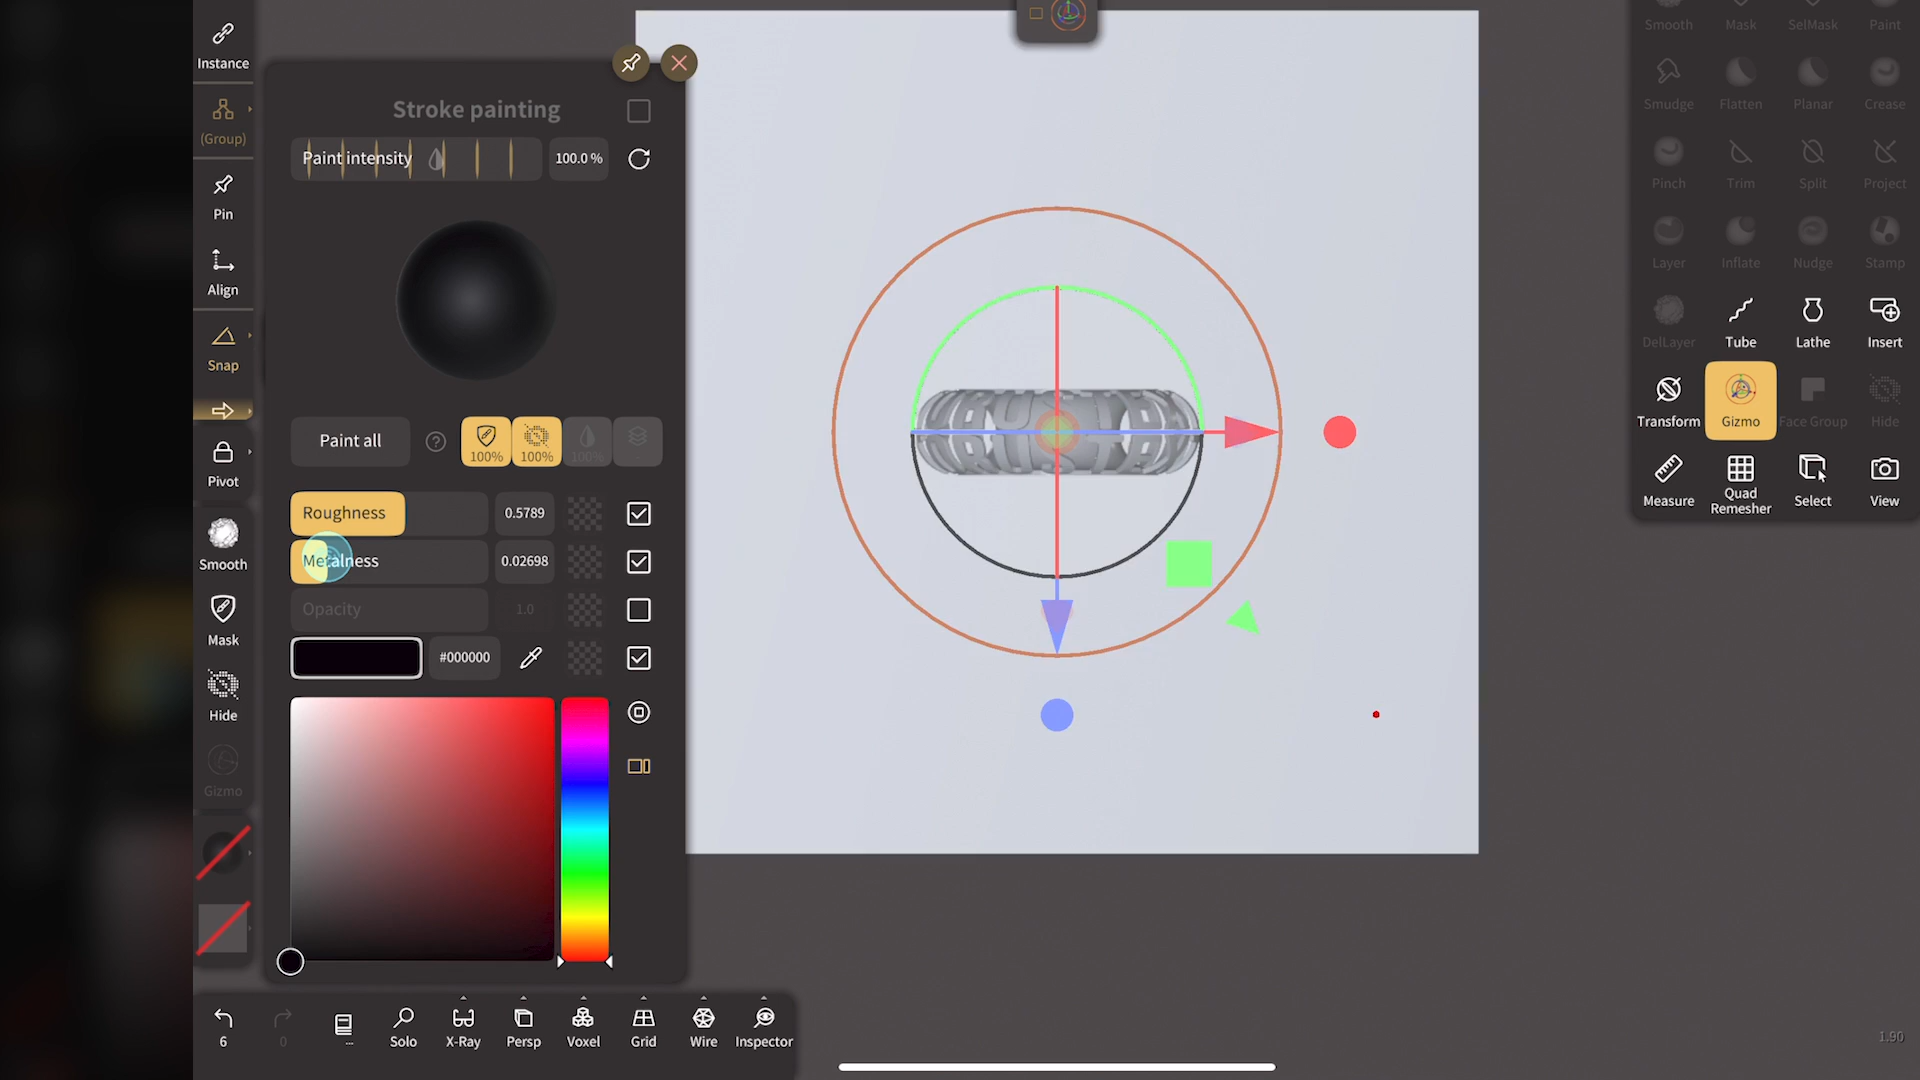 Instance
(Group)
Pin
Align
Snap
Pivot
Smooth
Mask
Hide
Gizmo
Stroke painting
Paint intensity
100.0 %
Paint all
?
100%
100%
100%
Roughness
0.5789
Metalness
0.02698
Opacity
1.0
#000000
6
0
...
Solo
X-Ray
Persp
Voxel
Grid
Wire
Inspector
Smooth
Mask
SelMask
Paint
Smudge
Flatten
Planar
Crease
Pinch
Trim
Split
Project
Layer
Inflate
Nudge
Stamp
DelLayer
Tube
Lathe
Insert
Transform
Gizmo
Face Group
Hide
Measure
Quad
Remesher
Select
View
1.90